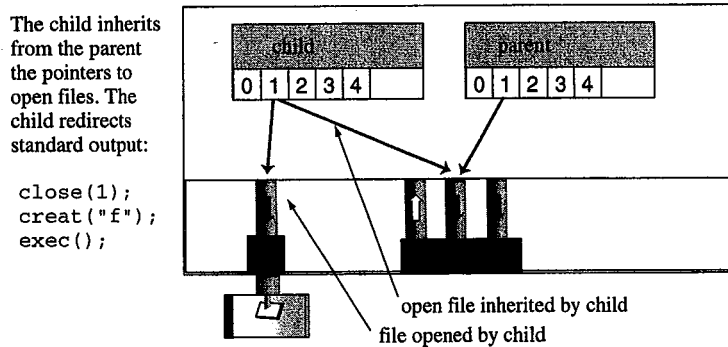 The child inherits
from the parent
the pointers to
open files. The
child redirects
standard output:
close(1);
creat("f");
exec();
child
0 1 2 3 4
parent
0 1 2 3 4
open file inherited by child
file opened by child